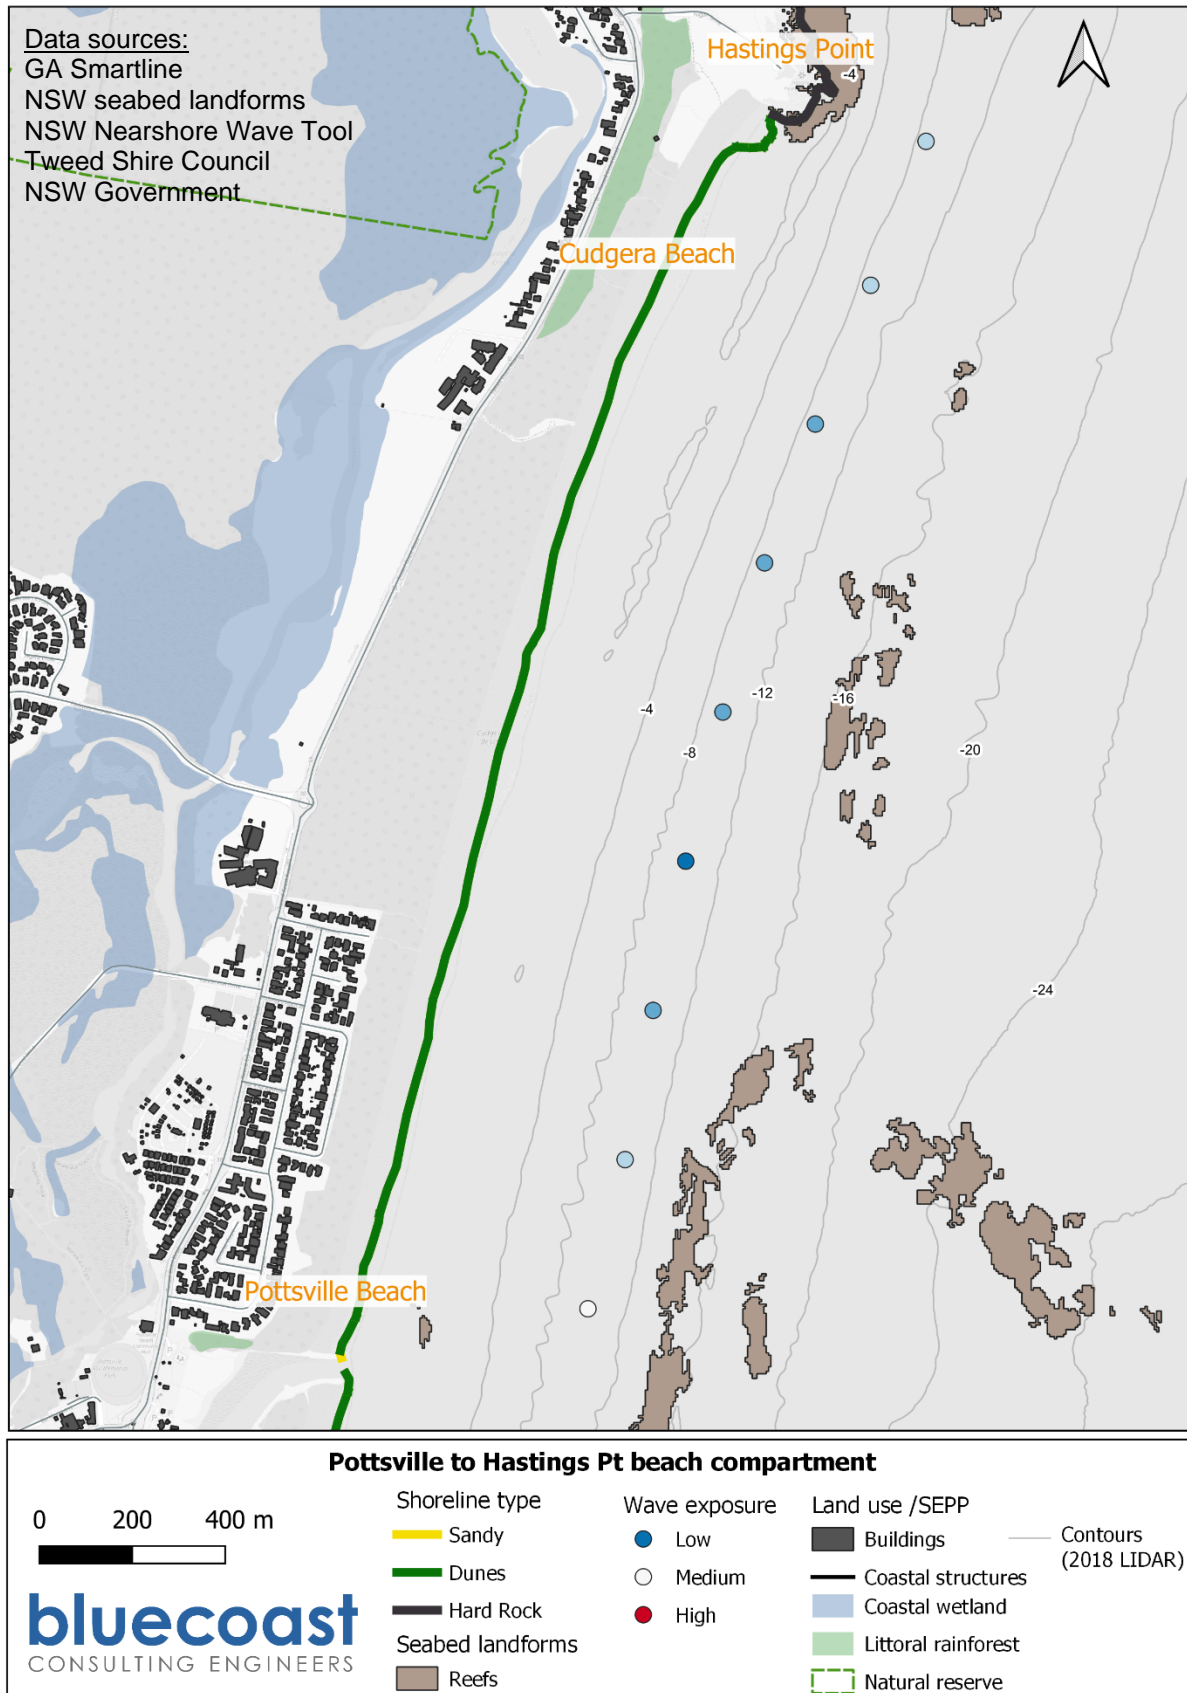 Data sources:
GA Smartline
NSW seabed landforms
NSW Nearshore Wave Tool
Tweed Shire Council
NSW Government
Hastings Point
-4
Cudgera Beach
-4
-12
-16
-8
-20
-24
Pottsville Beach
Pottsville to Hastings Pt beach compartment
0 200 400 m
bluecoast
CONSULTING ENGINEERS
Shoreline type
Sandy
Dunes
Hard Rock
Seabed landforms
Reefs
Wave exposure
Low
Medium
High
Land use /SEPP
Buildings
Coastal structures
Coastal wetland
Littoral rainforest
Natural reserve
Contours
(2018 LIDAR)